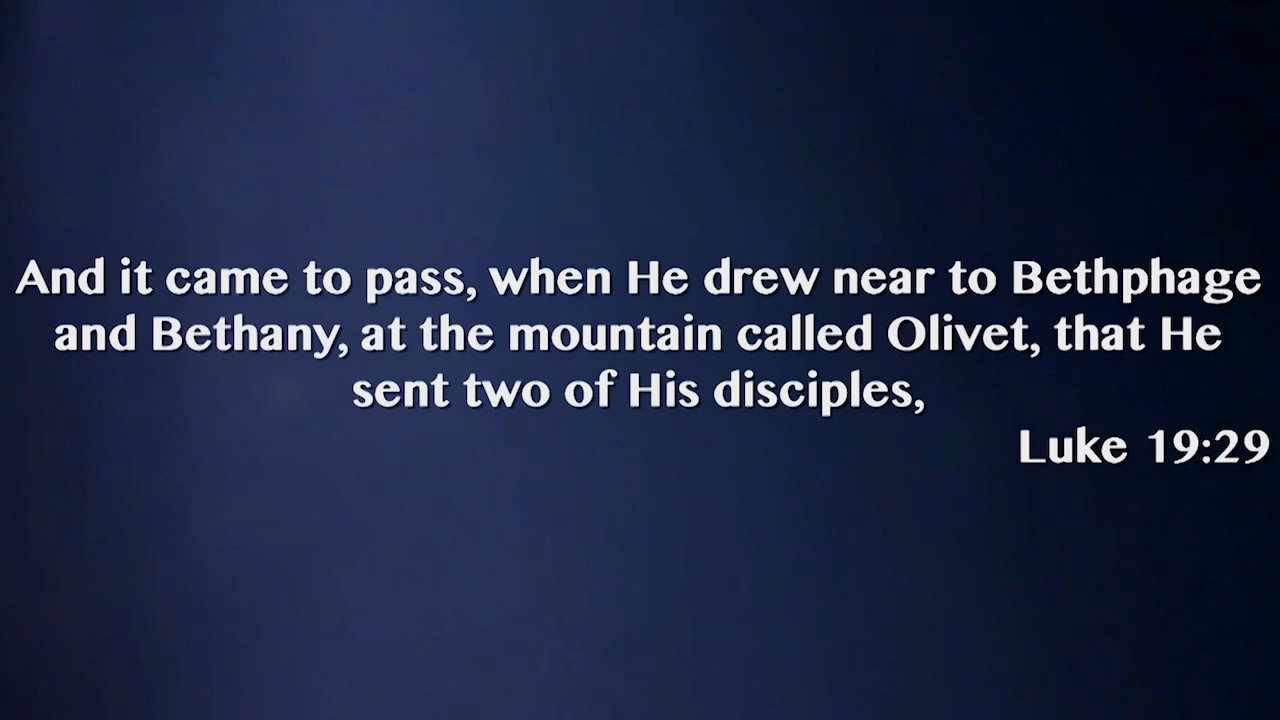 And it came to pass, when He drew near to Bethphage
and Bethany, at the mountain called Olivet, that He
sent two of His disciples,
Luke 19:29